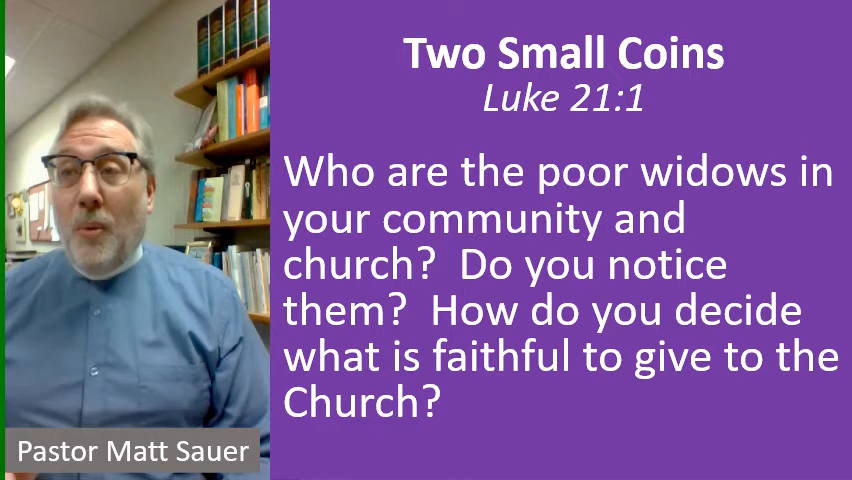 Two Small Coins
Luke 21:1
Who are the poor widows in
your community and
church?  Do you notice
them?  How do you decide
what is faithful to give to the
Church?
Pastor Matt Sauer